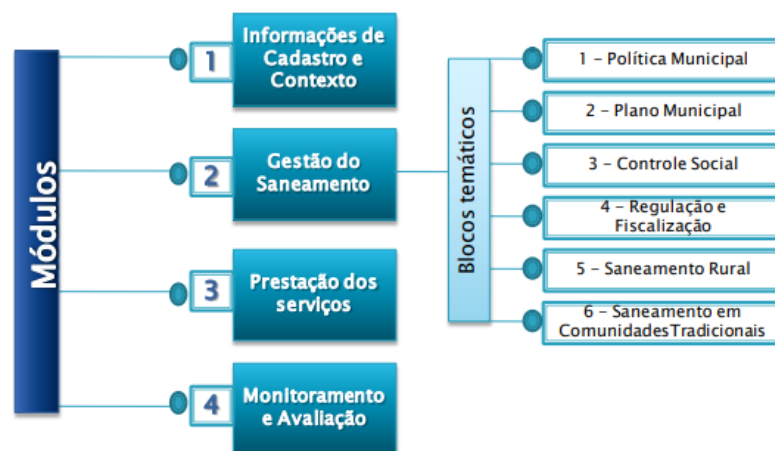 Módulos
1
Informações de
Cadastro e
Contexto
2
Gestão do
Saneamento
3
Prestação dos
serviços
4
Monitoramento
e Avaliação
Blocos temáticos
1 – Política Municipal
2 – Plano Municipal
3 – Controle Social
4 – Regulação e
Fiscalização
5 – Saneamento Rural
6 – Saneamento em
ComunidadesTradicionais